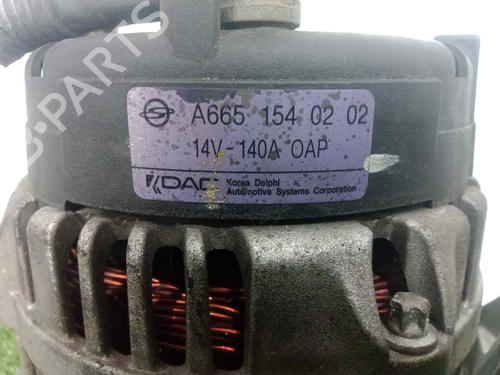 A665 154 02 02
14V-140A OAP
KDAC Korea Delphi
Automotive Systems Corporation
B-PARTS